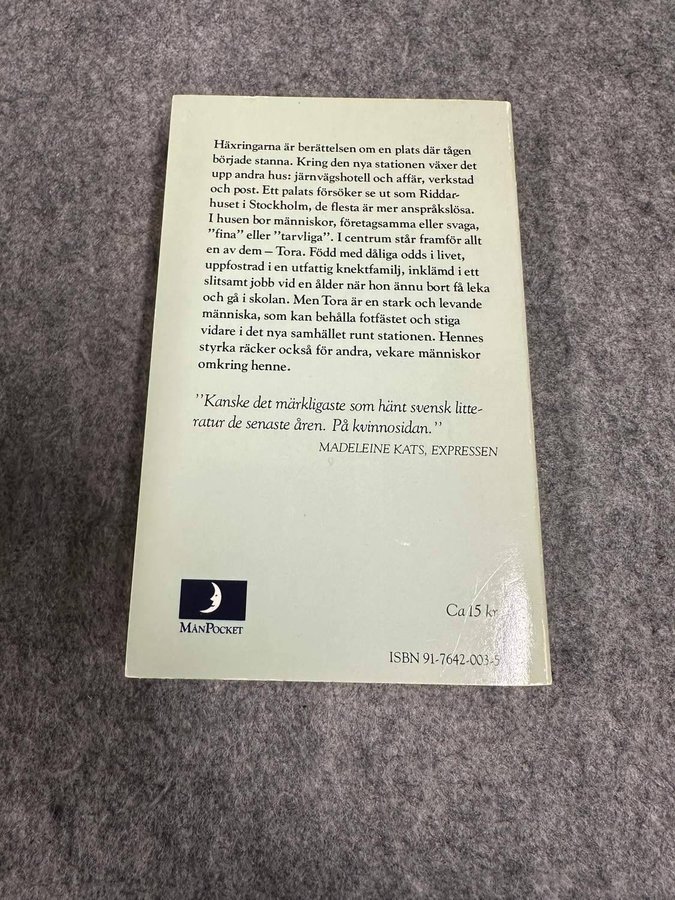 Häxringarna är berättelsen om en plats där tågen
började stanna. Kring den nya stationen växer det
upp andra hus: järnvägshotell och affär, verkstad
och post. Ett palats försöker se ut som Riddar-
huset i Stockholm, de flesta är mer anspråkslösa.
I husen bor människor, företagsamma eller svaga,
”fina” eller ”tarvliga”. I centrum står framför allt
en av dem – Tora. Född med dåliga odds i livet,
uppfostrad i en utfattig knektfamilj, inklämd i ett
slitsamt jobb vid en ålder när hon ännu bort få leka
och gå i skolan. Men Tora är en stark och levande
människa, som kan behålla fotfästet och stiga
vidare i det nya samhället runt stationen. Hennes
styrka räcker också för andra, vekare människor
omkring henne.
”Kanske det märkligaste som hänt svensk litte-
ratur de senaste åren. På kvinnosidan.”
MADELEINE KATS, EXPRESSEN
MånPocket
Ca 15 kr
ISBN 91-7642-003-5